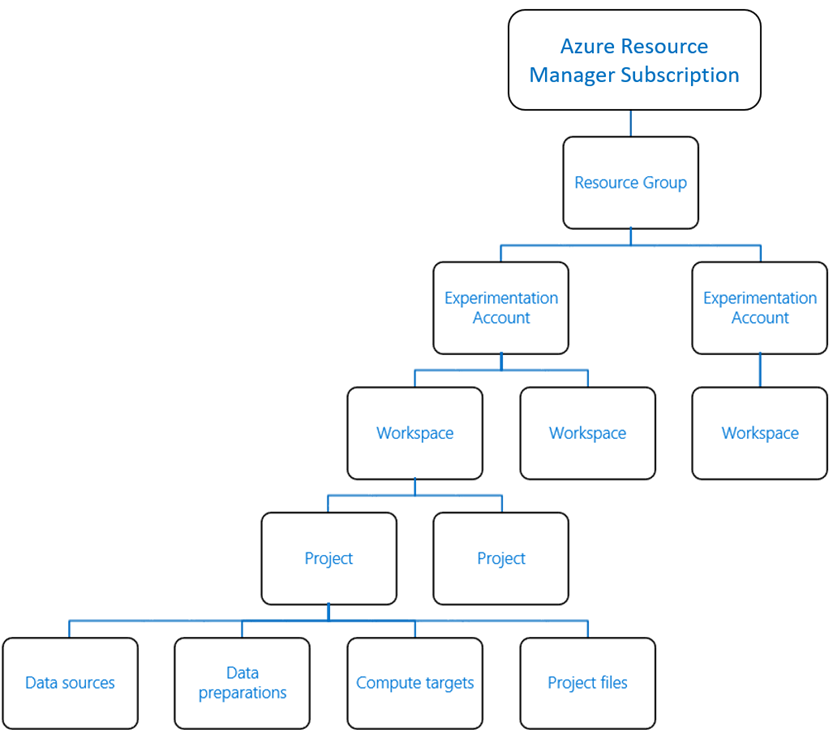 Azure Resource
Manager Subscription
Resource Group
Experimentation
Account
Experimentation
Account
Workspace
Workspace
Workspace
Project
Project
Data sources
Data
preparations
Compute targets
Project files